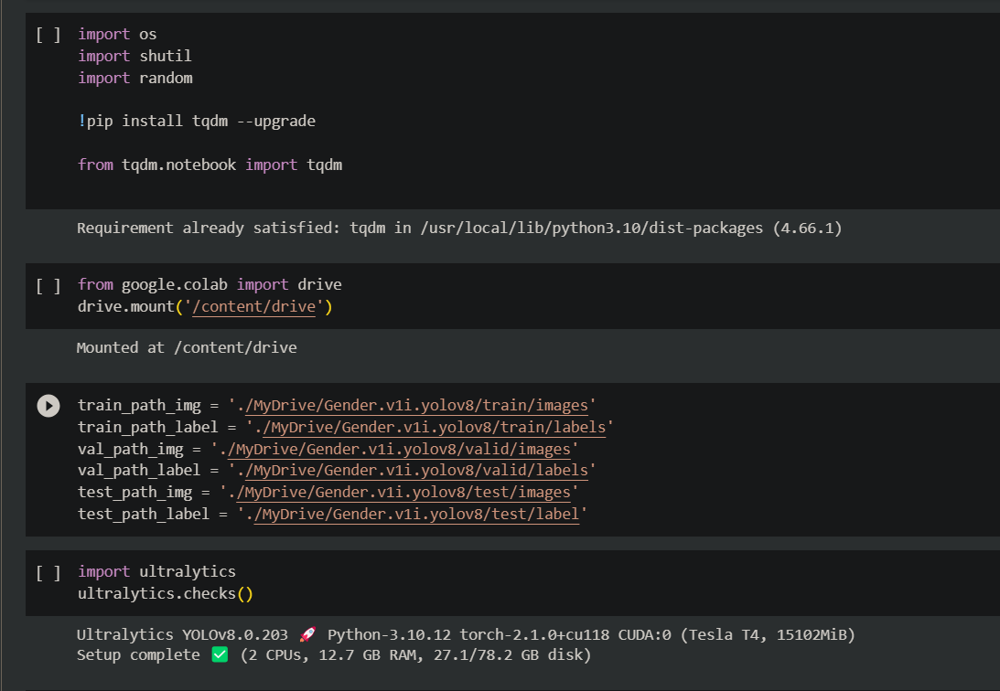 [ ] import os
import shutil
import random
!pip install tqdm --upgrade
from tqdm.notebook import tqdm
Requirement already satisfied: tqdm in /usr/local/lib/python3.10/dist-packages (4.66.1)
[ ] from google.colab import drive
drive.mount('/content/drive')
Mounted at /content/drive
train_path_img = './MyDrive/Gender.v1i.yolov8/train/images'
train_path_label = './MyDrive/Gender.v1i.yolov8/train/labels'
val_path_img = './MyDrive/Gender.v1i.yolov8/valid/images'
val_path_label = './MyDrive/Gender.v1i.yolov8/valid/labels'
test_path_img = './MyDrive/Gender.v1i.yolov8/test/images'
test_path_label = './MyDrive/Gender.v1i.yolov8/test/label'
[ ] import ultralytics
ultralytics.checks()
Ultralytics YOLOv8.0.203 🚀 Python-3.10.12 torch-2.1.0+cu118 CUDA:0 (Tesla T4, 15102MiB)
Setup complete ✅ (2 CPUs, 12.7 GB RAM, 27.1/78.2 GB disk)